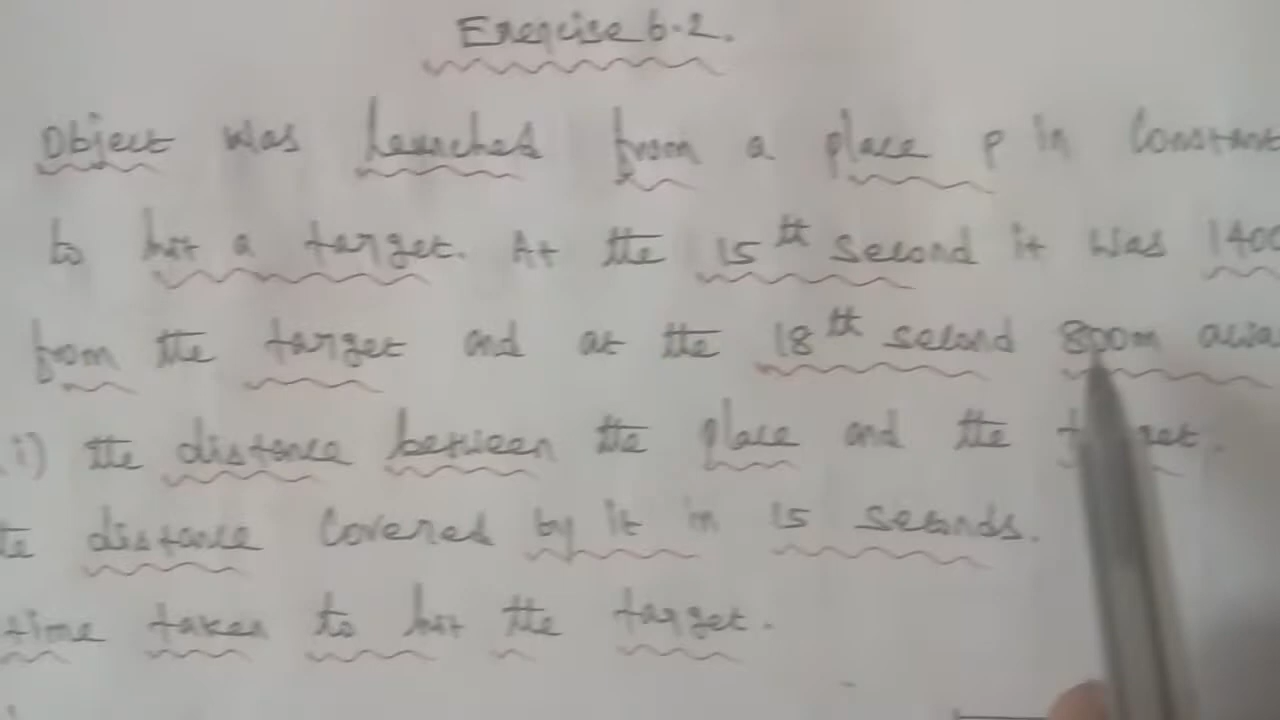 Exercise 6.2.
Object was launched from a place P in Constant
to hit a target. At the 15th second it was 1400
from the target and at the 18th second 800m awa
i) the distance between the place and the target.
distance covered by it in 15 seconds.
time taken to hit the target.